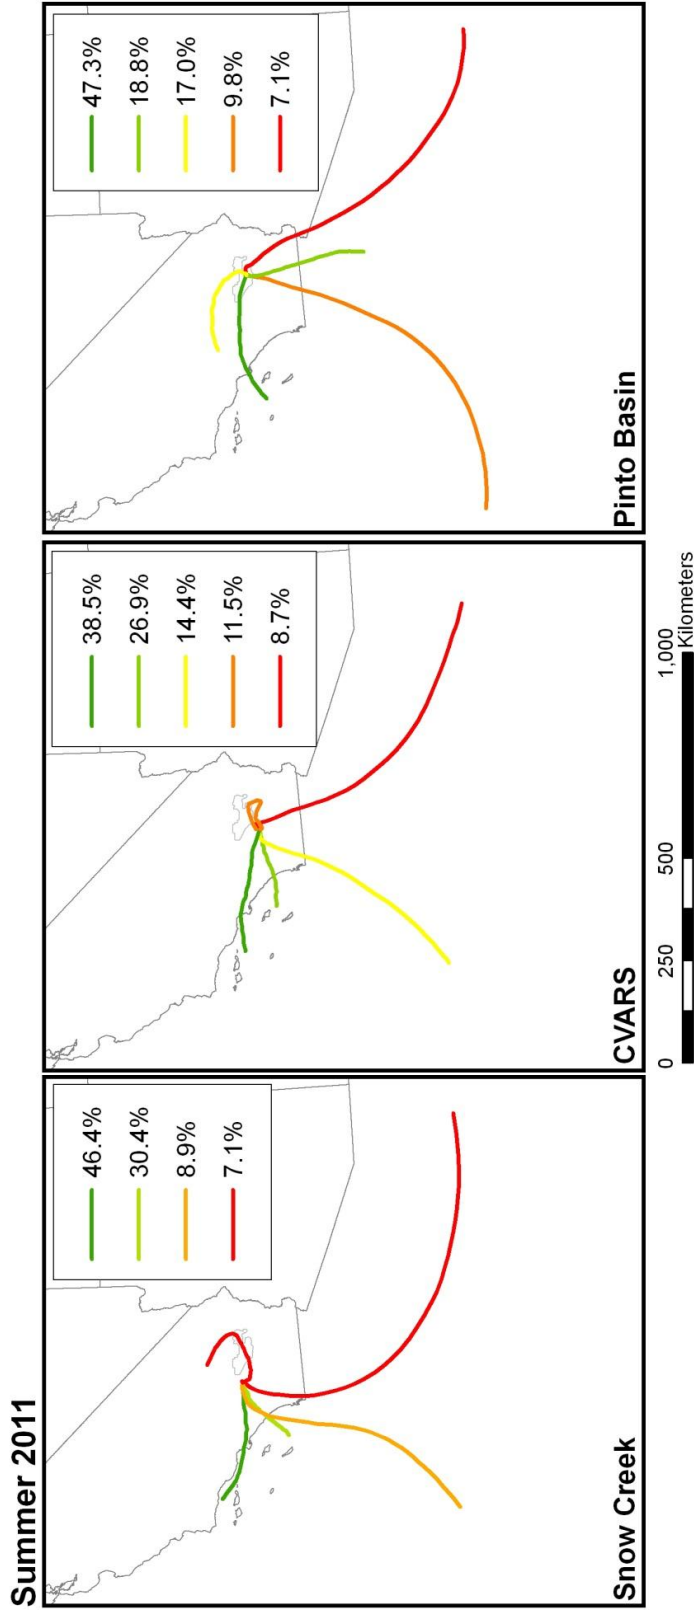 Summer 2011
46.4%
30.4%
8.9%
7.1%
Snow Creek
38.5%
26.9%
14.4%
11.5%
8.7%
CVARS
47.3%
18.8%
17.0%
9.8%
7.1%
Pinto Basin
0 250 500 1,000
Kilometers